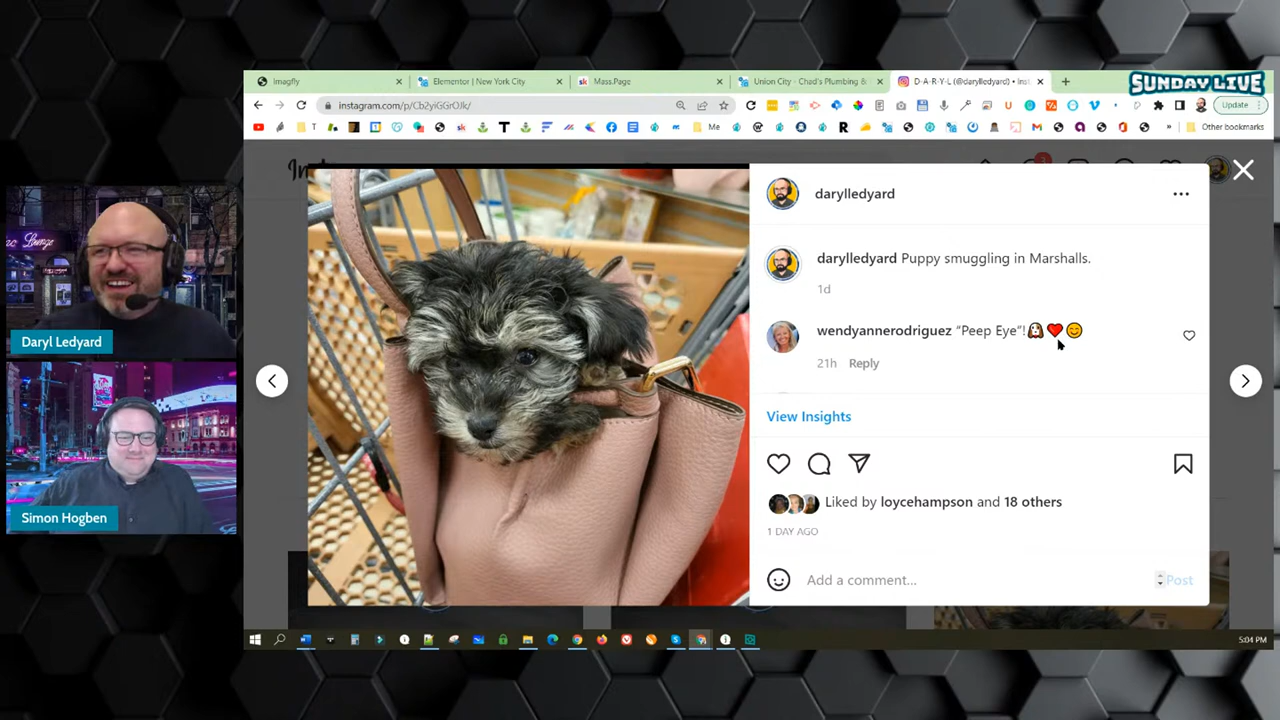 SUNDAY LIVE
Imagfly
Elementor | New York City
Mass.Page
Union City - Chad's Plumbing &
D·A·R·Y·L (@darylledyard) • Inst
instagram.com/p/Cb2yiGGrOJk/
Update
Me
Other bookmarks
darylledyard
darylledyard Puppy smuggling in Marshalls.
1d
wendyannerodriguez “Peep Eye”!🐶❤️😊
21h Reply
View Insights
Liked by loycehampson and 18 others
1 DAY AGO
Add a comment...
Post
Daryl Ledyard
Simon Hogben
5:04 PM